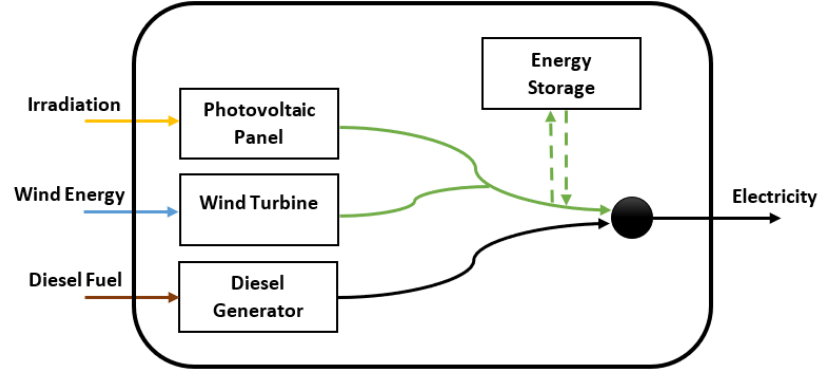 Energy
Storage
Irradiation
Photovoltaic
Panel
Wind Energy
Wind Turbine
Electricity
Diesel Fuel
Diesel
Generator